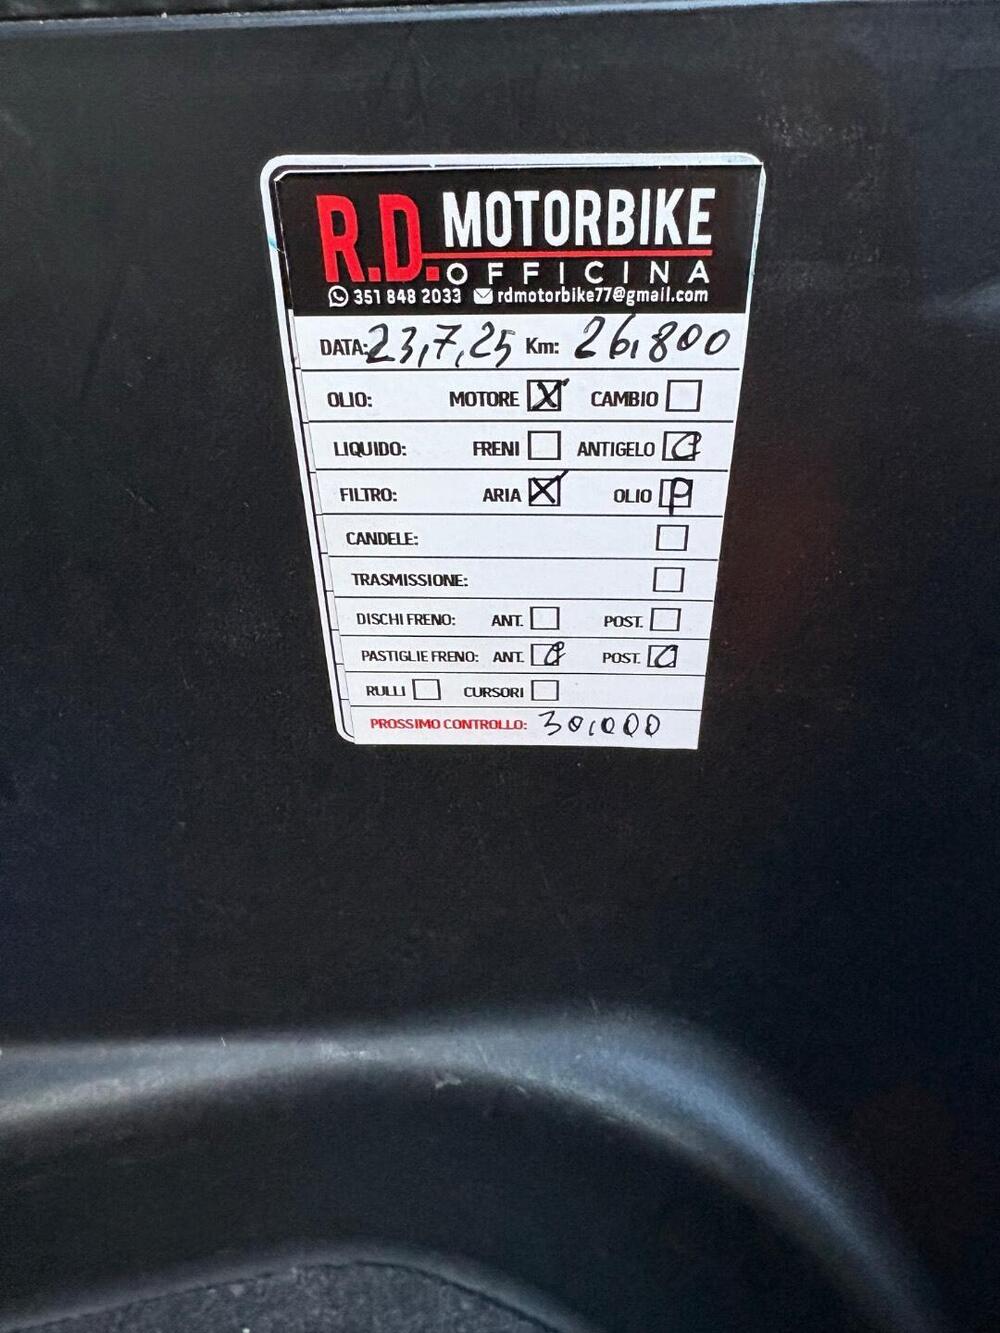 R.D. MOTORBIKE
OFFICINA
351 848 2033 rdmotorbike77@gmail.com
DATA: 23,7,25 Km: 26,800
OLIO: MOTORE X CAMBIO
LIQUIDO: FRENI ANTIGELO C
FILTRO: ARIA X OLIO P
CANDELE:
TRASMISSIONE:
DISCHI FRENO: ANT. POST.
PASTIGLIE FRENO: ANT. C POST. C
RULLI CURSORI
PROSSIMO CONTROLLO: 30,000